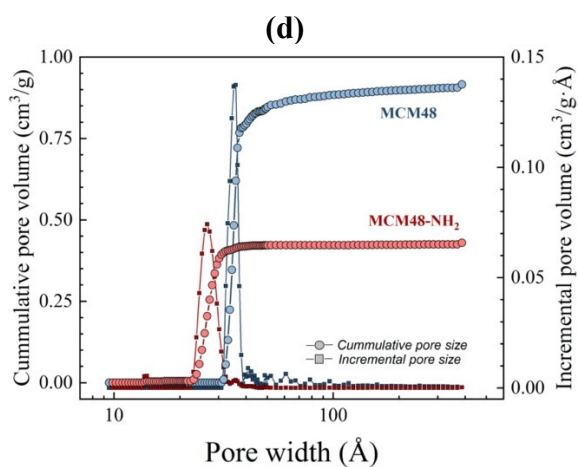 (d)
1.00
0.75
0.50
0.25
0.00
Cummulative pore volume (cm³/g)
0.15
0.10
0.05
0.00
Incremental pore volume (cm³/g·Å)
MCM48
MCM48-NH₂
Cummulative pore size
Incremental pore size
10
100
Pore width (Å)